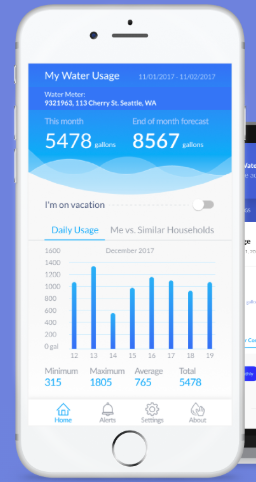 My Water Usage 11/01/2017 - 11/02/2017
Water Meter:
9321963, 113 Cherry St. Seattle, WA
This month End of month forecast
5478 gallons 8567 gallons
I'm on vacation
Daily Usage Me vs. Similar Households
1600 December 2017
1400
1200
1000
800
600
400
200
0 gal
12 13 14 15 16 17 18 19
Minimum Maximum Average Total
315 1805 765 5478
Home Alerts Settings About